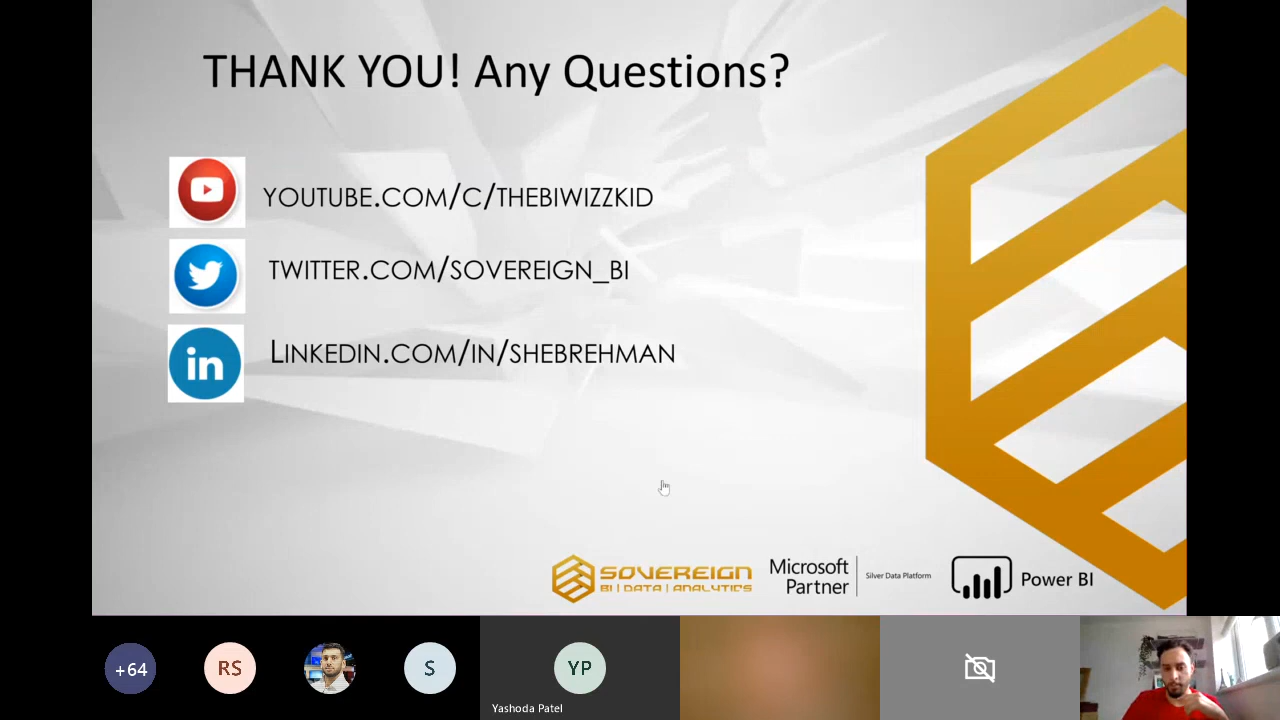 THANK YOU! Any Questions?
YOUTUBE.COM/C/THEBIWIZZKID
TWITTER.COM/SOVEREIGN_BI
LINKEDIN.COM/IN/SHEBREHMAN
in
SOVEREIGN
BI | DATA | ANALYTICS
Microsoft
Partner
Silver Data Platform
Power BI
+64
RS
S
YP
Yashoda Patel